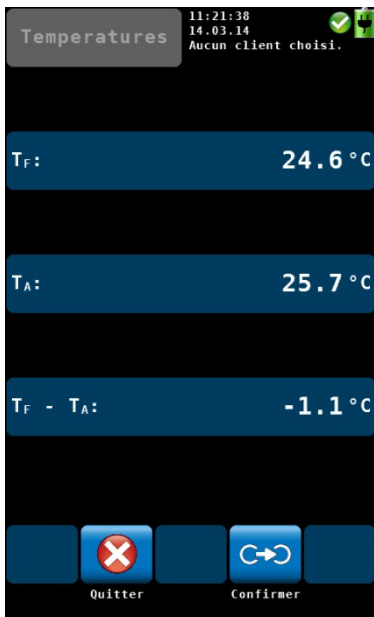 Temperatures
11:21:38
14.03.14
Aucun client choisi.
TF: 24.6°C
TA: 25.7°C
TF - TA: -1.1°C
Quitter Confirmer